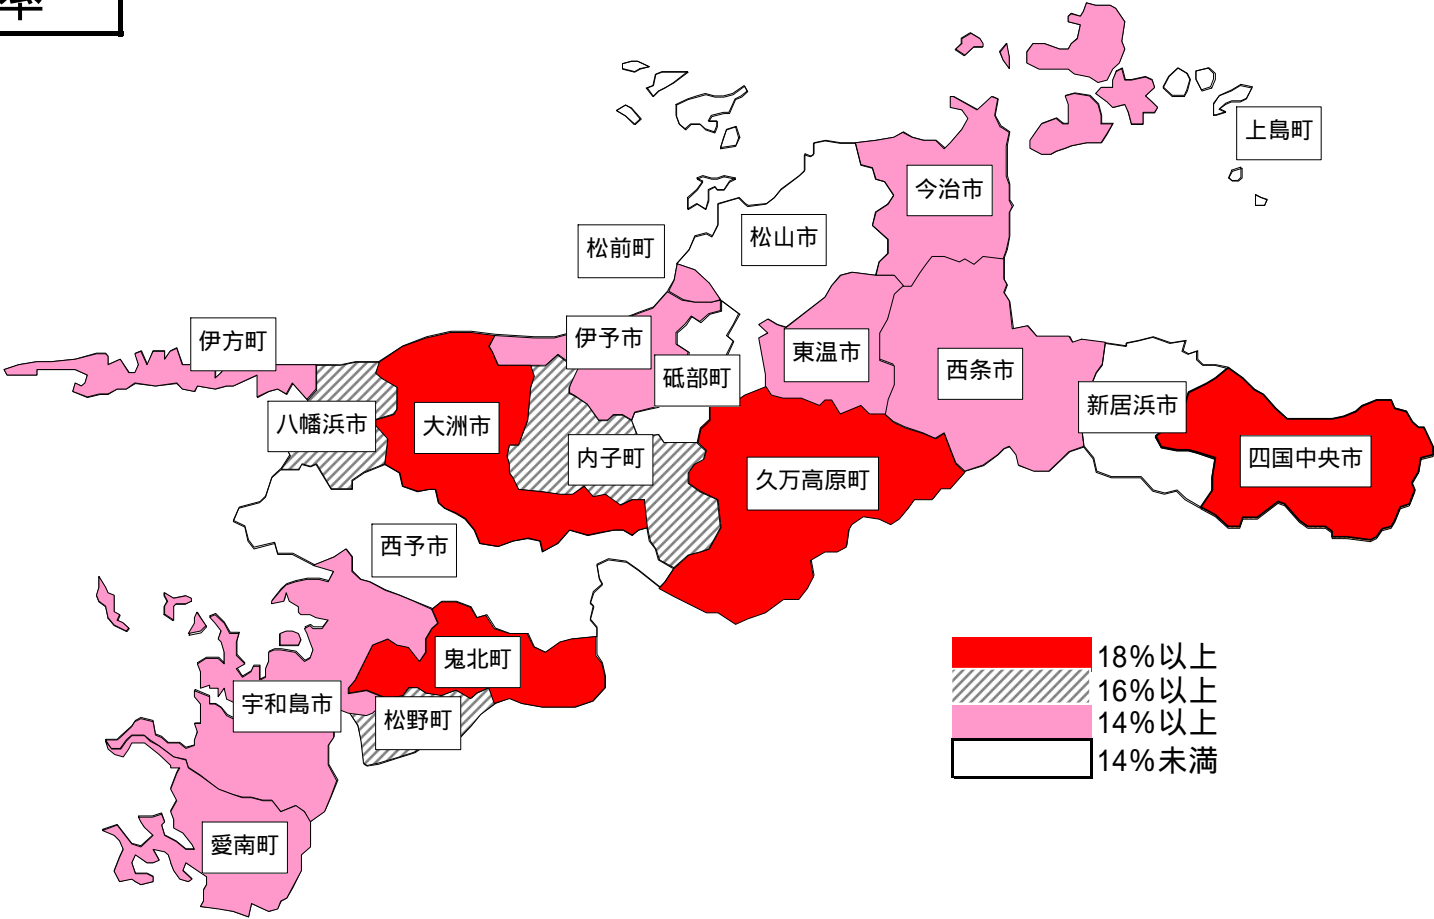 率
上島町
今治市
松山市
松前町
伊方町
伊予市
東温市
西条市
砥部町
新居浜市
八幡浜市
大洲市
内子町
久万高原町
四国中央市
西予市
鬼北町
宇和島市
松野町
愛南町
18%以上
16%以上
14%以上
14%未満